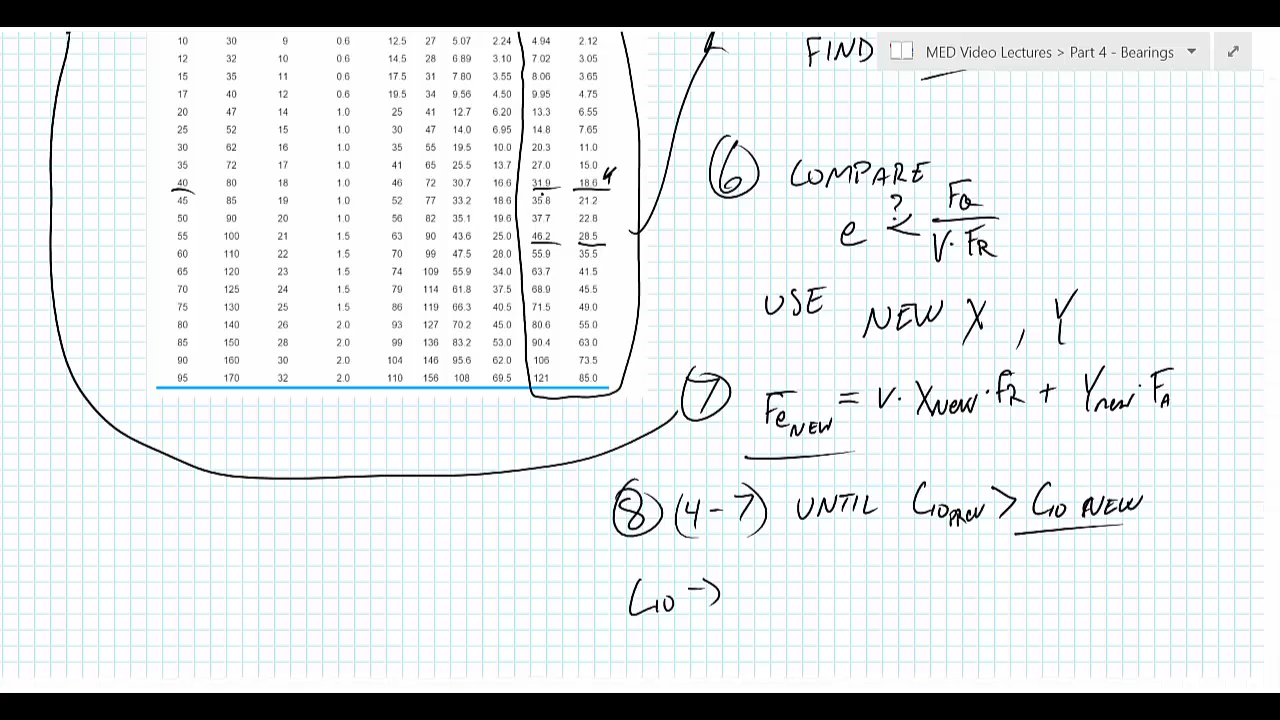 MED Video Lectures > Part 4 - Bearings
10 30 9 0.6 12.5 27 5.07 2.24 4.94 2.12
12 32 10 0.6 14.5 28 6.89 3.10 7.02 3.05
15 35 11 0.6 17.5 31 7.80 3.55 8.06 3.65
17 40 12 0.6 19.5 34 9.56 4.50 9.95 4.75
20 47 14 1.0 25 41 12.7 6.20 13.3 6.55
25 52 15 1.0 30 47 14.0 6.95 14.8 7.65
30 62 16 1.0 35 55 19.5 10.0 20.3 11.0
35 72 17 1.0 41 65 25.5 13.7 27.0 15.0
40 80 18 1.0 46 72 30.7 16.6 31.9 18.6
45 85 19 1.0 52 77 33.2 18.6 35.8 21.2
50 90 20 1.0 56 82 35.1 19.6 37.7 22.8
55 100 21 1.5 63 90 43.6 25.0 46.2 28.5
60 110 22 1.5 70 99 47.5 28.0 55.9 35.5
65 120 23 1.5 74 109 55.9 34.0 63.7 41.5
70 125 24 1.5 79 114 61.8 37.5 68.9 45.5
75 130 25 1.5 86 119 66.3 40.5 71.5 49.0
80 140 26 2.0 93 127 70.2 45.0 80.6 55.0
85 150 28 2.0 99 136 83.2 53.0 90.4 63.0
90 160 30 2.0 104 146 95.6 62.0 106 73.5
95 170 32 2.0 110 156 108 69.5 121 85.0
FIND
6 COMPARE
e ? < Fa / V · FR
USE NEW X, Y
7 Fe NEW = V · XNEW · FR + Ynew · FA
8 (4 - 7) UNTIL C10 PREV > C10 NEW
C10 →